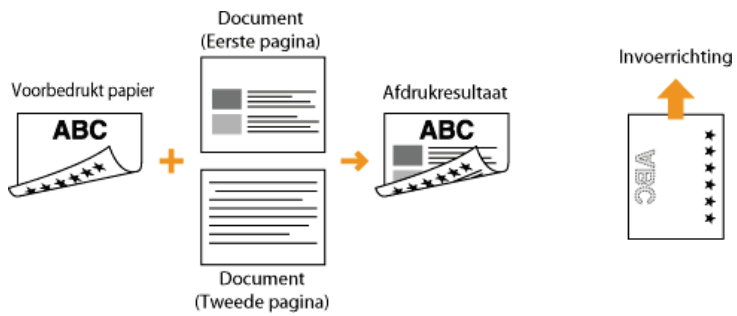 Document
(Eerste pagina)
Voorbedrukt papier
ABC
Afdrukresultaat
ABC
Document
(Tweede pagina)
Invoerrichting
ABC